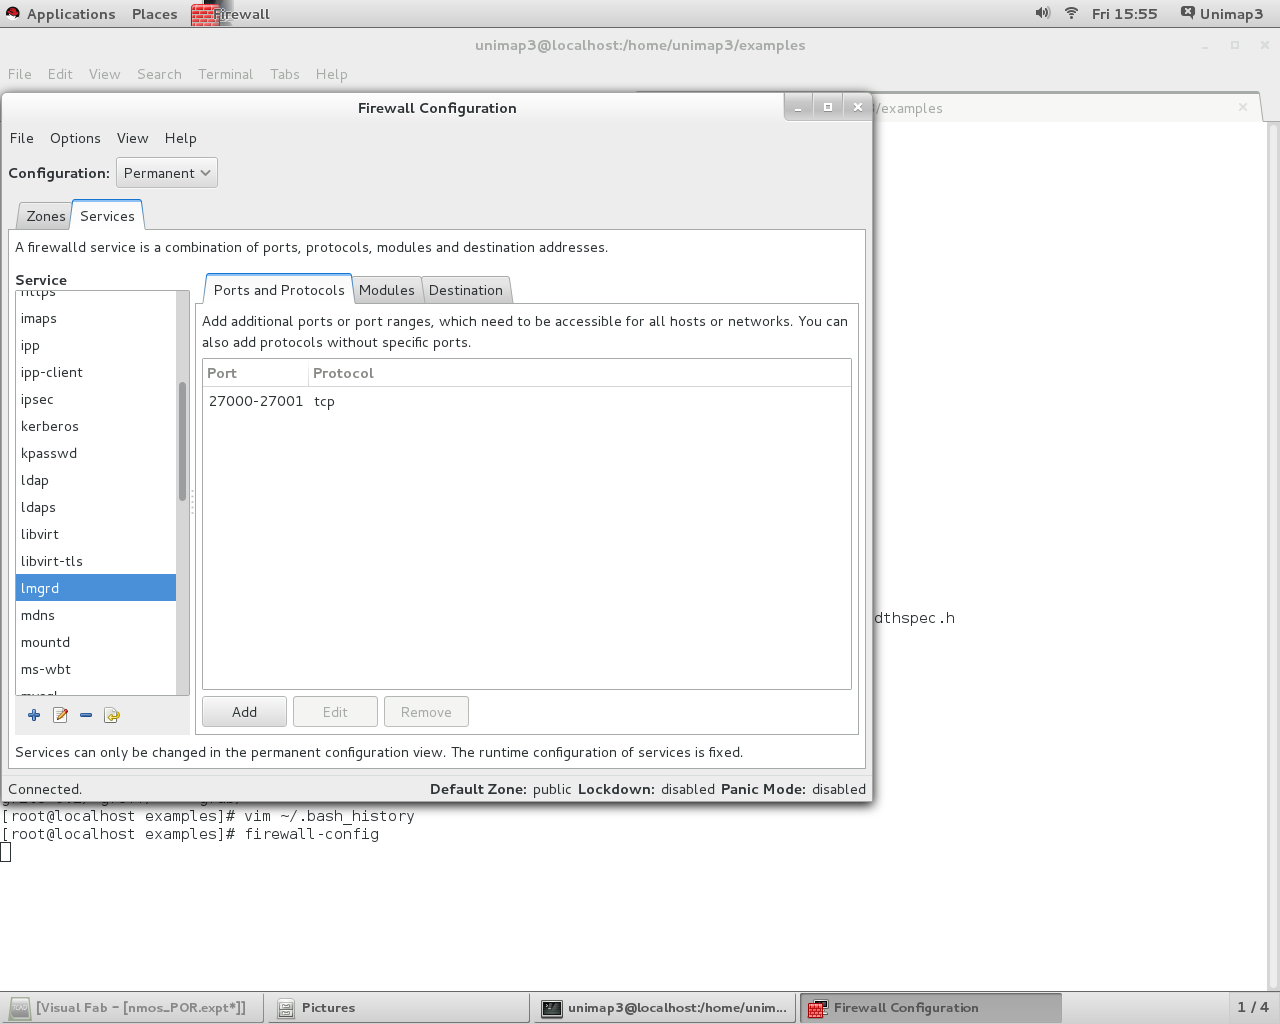 Applications Places Firewall Fri 15:55 Unimap3
unimap3@localhost:/home/unimap3/examples
File Edit View Search Terminal Tabs Help
Firewall Configuration
3/examples
File Options View Help
Configuration: Permanent
Zones Services
A firewalld service is a combination of ports, protocols, modules and destination addresses.
Service
https
imaps
ipp
ipp-client
ipsec
kerberos
kpasswd
ldap
ldaps
libvirt
libvirt-tls
lmgrd
mdns
mountd
ms-wbt
Ports and Protocols Modules Destination
Add additional ports or port ranges, which need to be accessible for all hosts or networks. You can
also add protocols without specific ports.
Port Protocol
27000-27001 tcp
Add Edit Remove
Services can only be changed in the permanent configuration view. The runtime configuration of services is fixed.
Connected. Default Zone: public Lockdown: disabled Panic Mode: disabled
dthspec.h
[root@localhost examples]# vim ~/.bash_history
[root@localhost examples]# firewall-config
[Visual Fab - [nmos_POR.expt*]] Pictures unimap3@localhost:/home/unim... Firewall Configuration 1 / 4